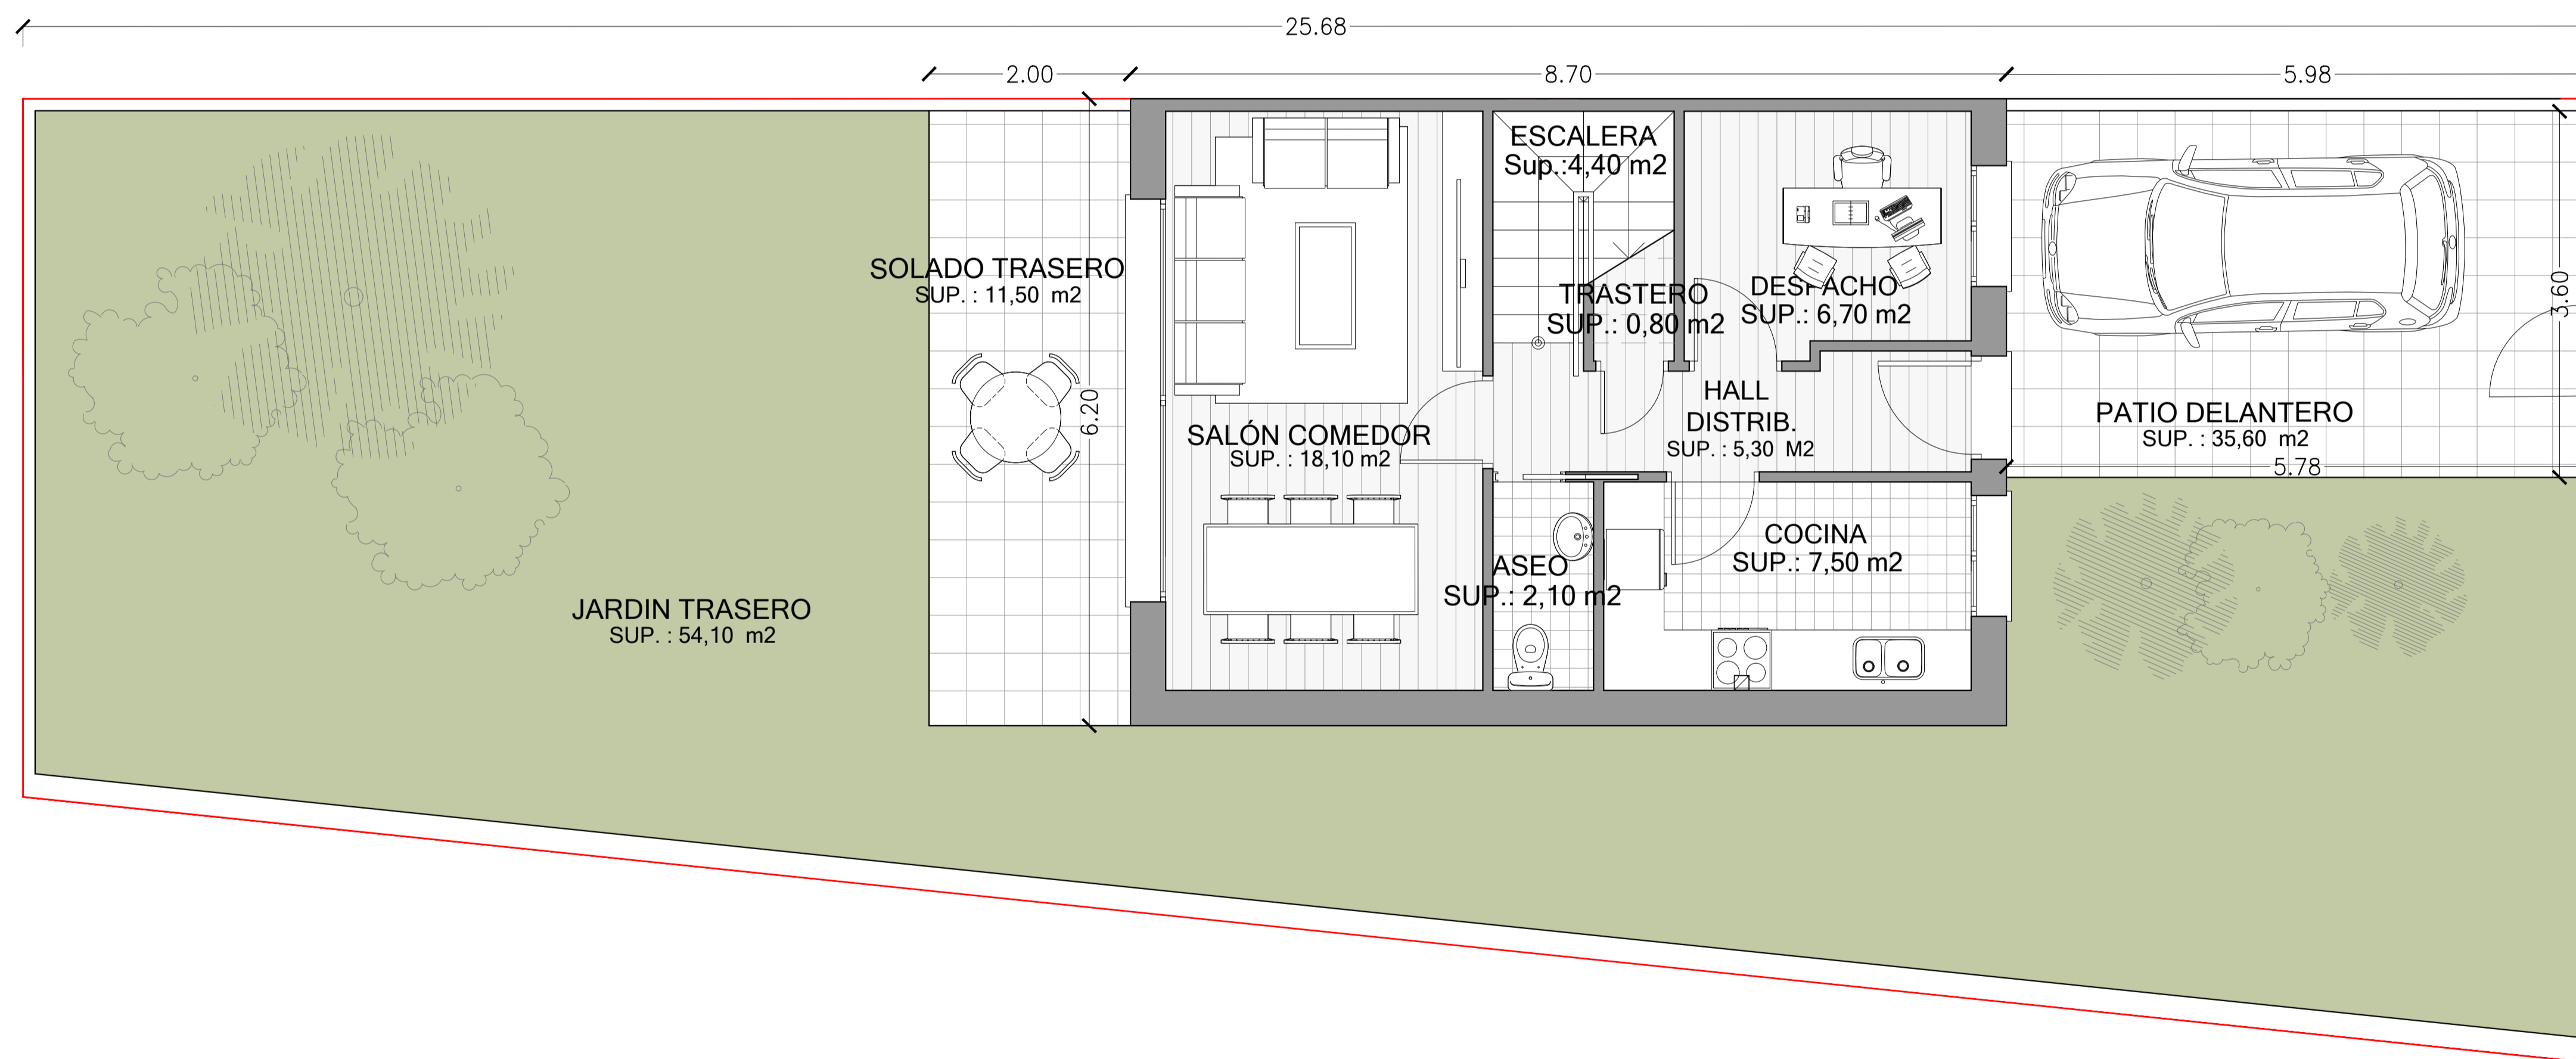 25.68
2.00
8.70
5.98
ESCALERA
Sup.:4,40 m2
SOLADO TRASERO
SUP. : 11,50 m2
TRASTERO
SUP.: 0,80 m2
DESPACHO
SUP.: 6,70 m2
3.60
6.20
HALL
DISTRIB.
SUP. : 5,30 M2
PATIO DELANTERO
SUP. : 35,60 m2
5.78
SALÓN COMEDOR
SUP. : 18,10 m2
COCINA
SUP.: 7,50 m2
ASEO
SUP.: 2,10 m2
JARDIN TRASERO
SUP. : 54,10 m2